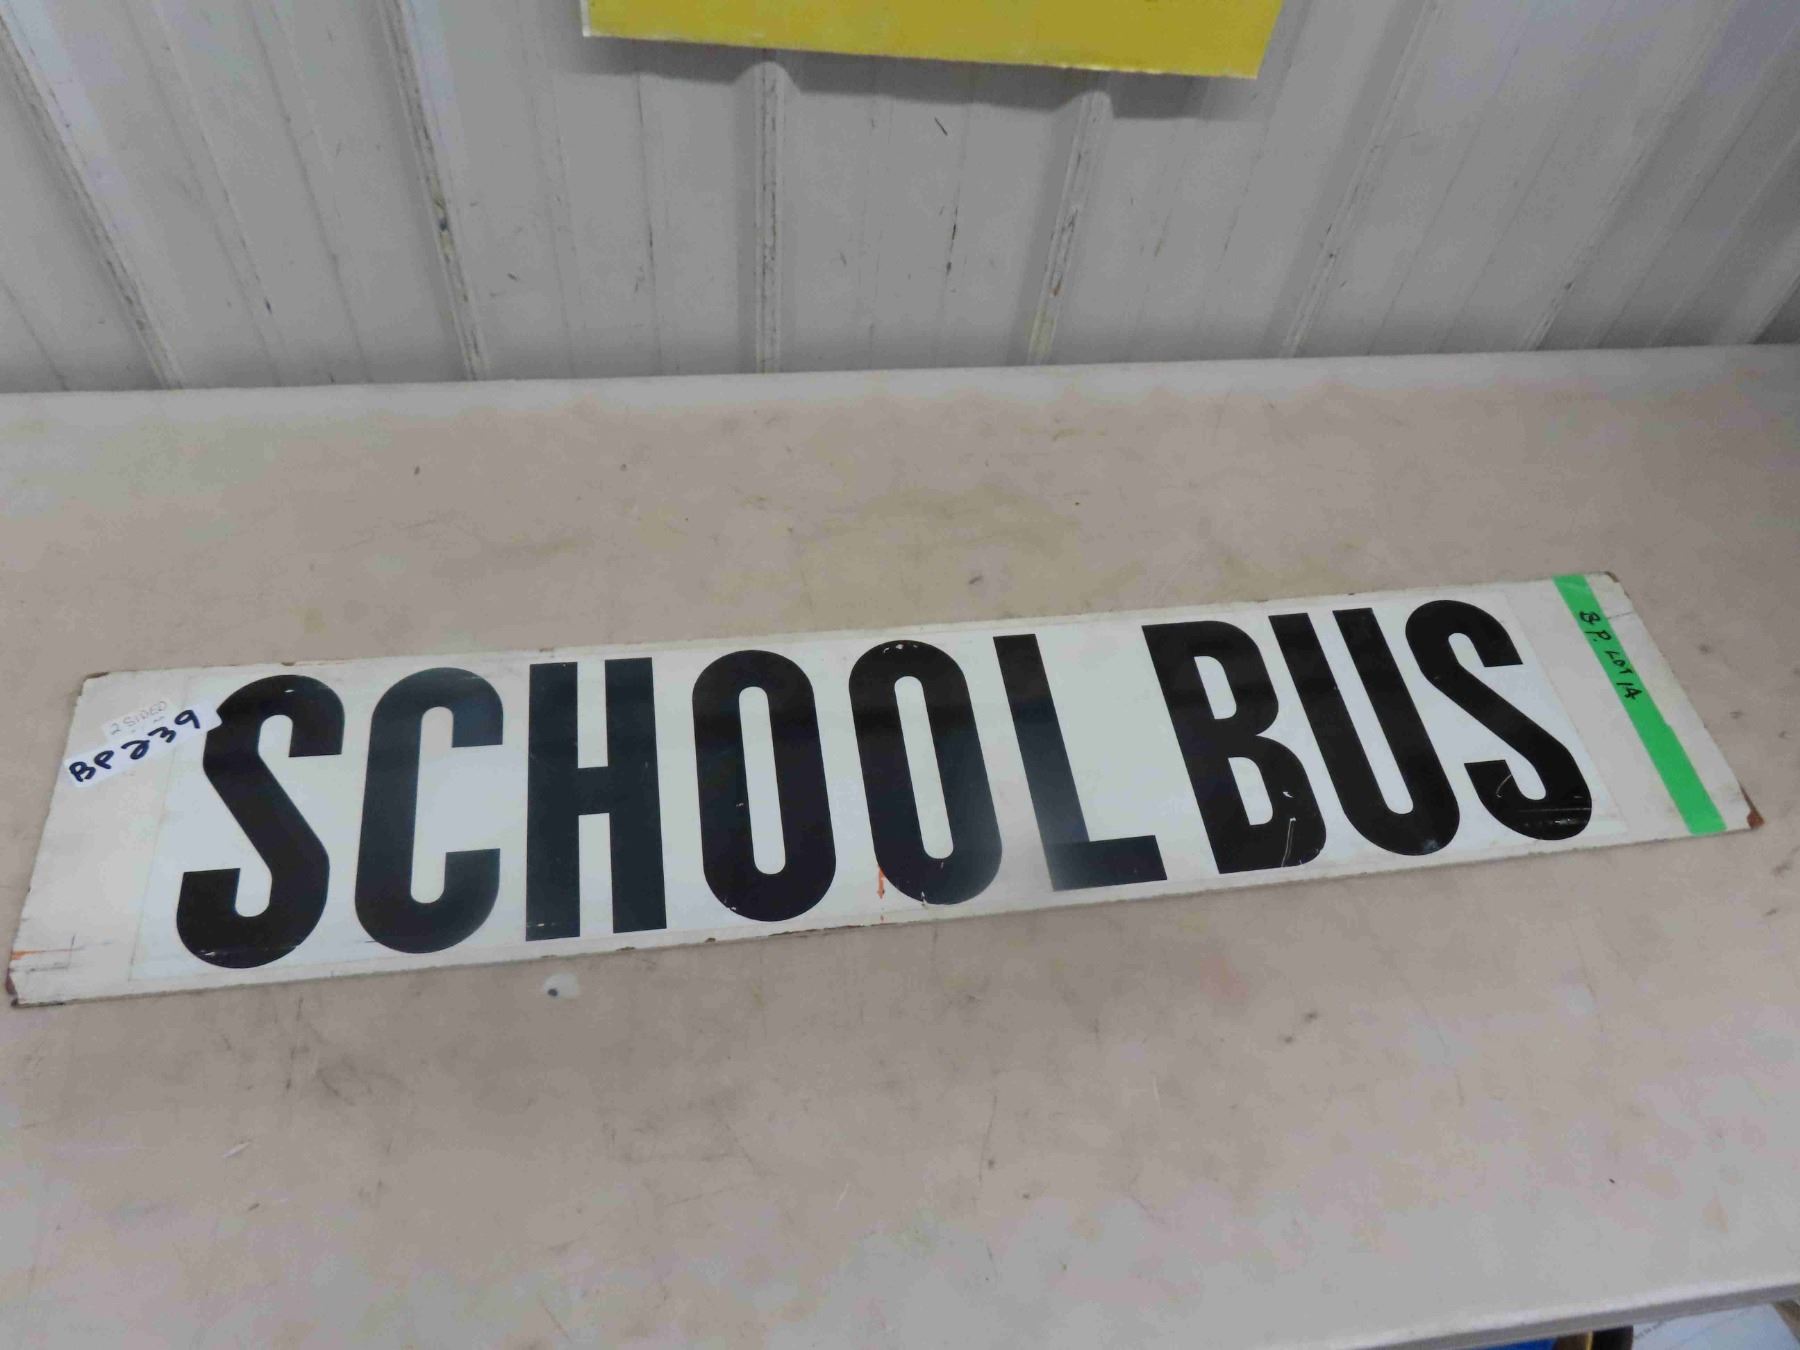 SCHOOL BUS
BP239
B.P. LOT 14